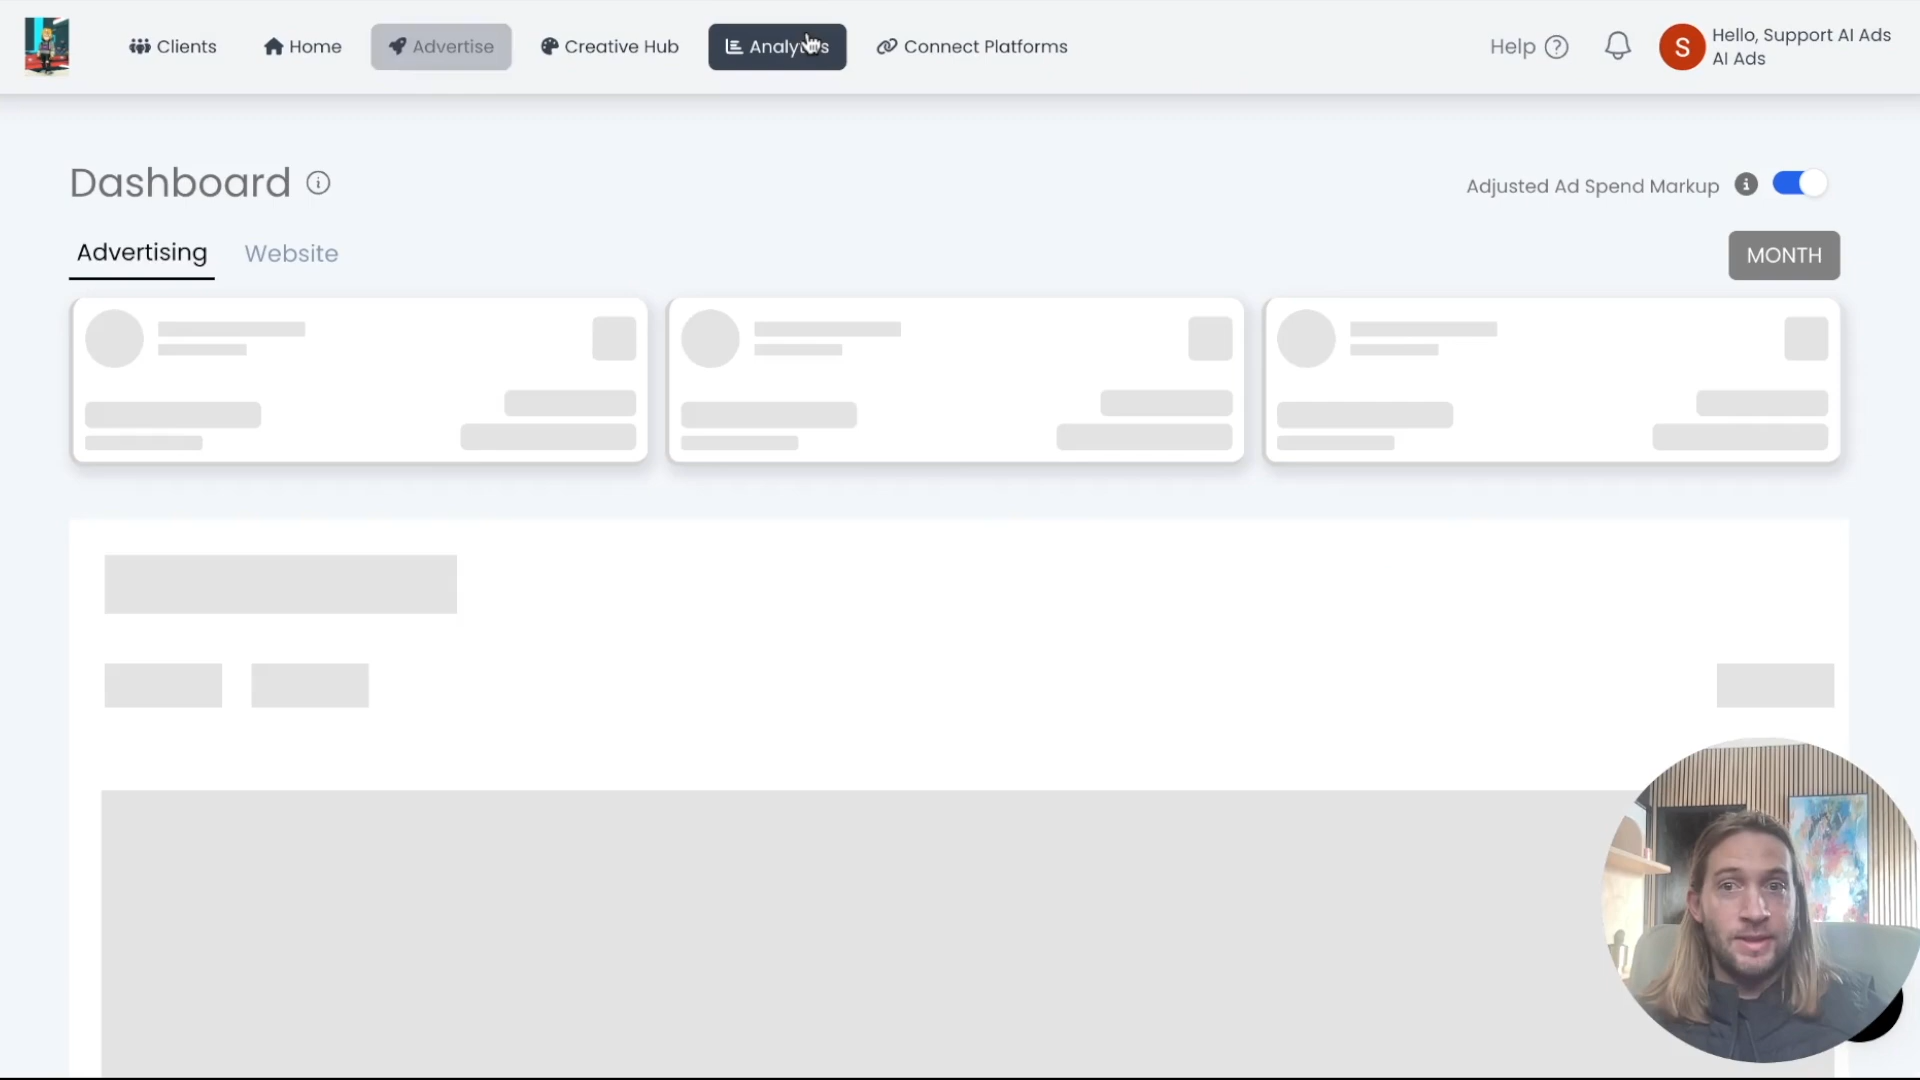 Clients
Home
Advertise
Creative Hub
Analytics
Connect Platforms
Help
S
Hello, Support AI Ads
AI Ads
Dashboard
Adjusted Ad Spend Markup
Advertising
Website
MONTH